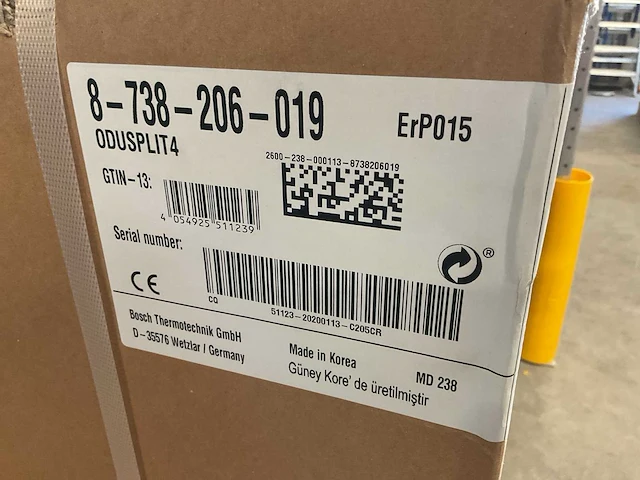 8-738-206-019
ErP015
ODUSPLIT4
2600-238-000113-8738206019
GTIN-13:
4 054925 511239
Serial number:
®
CE
CQ
51123-20200113-C205CR
Bosch Thermotechnik GmbH
D-35576 Wetzlar / Germany
Made in Korea
MD 238
Güney Kore' de üretilmiştir